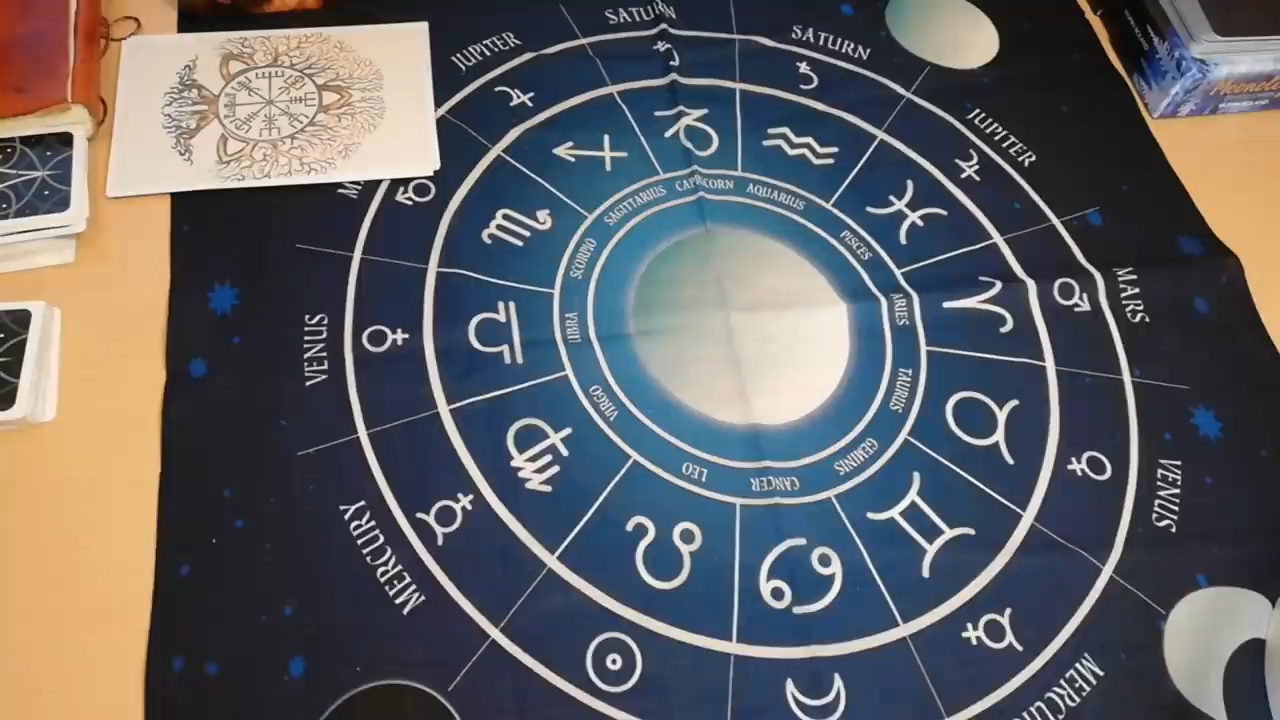 SATURN
SATURN
JUPITER
JUPITER
MARS
VENUS
VENUS
MERCURY
SAGITTARIUS
CAPRICORN
AQUARIUS
PISCES
ARIES
TAURUS
GEMINIS
CANCER
LEO
VIRGO
LIBRA
SCORPIO